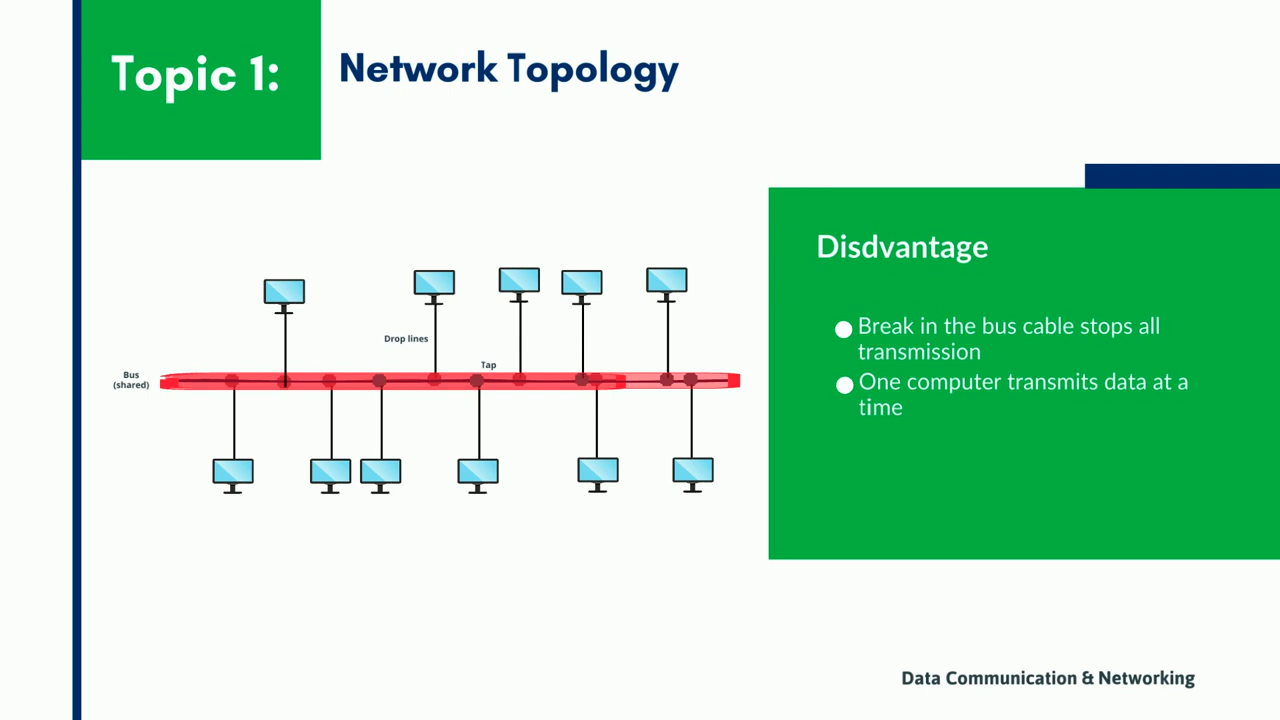 Topic 1:
Network Topology
Disdvantage
Break in the bus cable stops all
transmission
One computer transmits data at a
time
Drop lines
Tap
Bus
(shared)
Data Communication & Networking